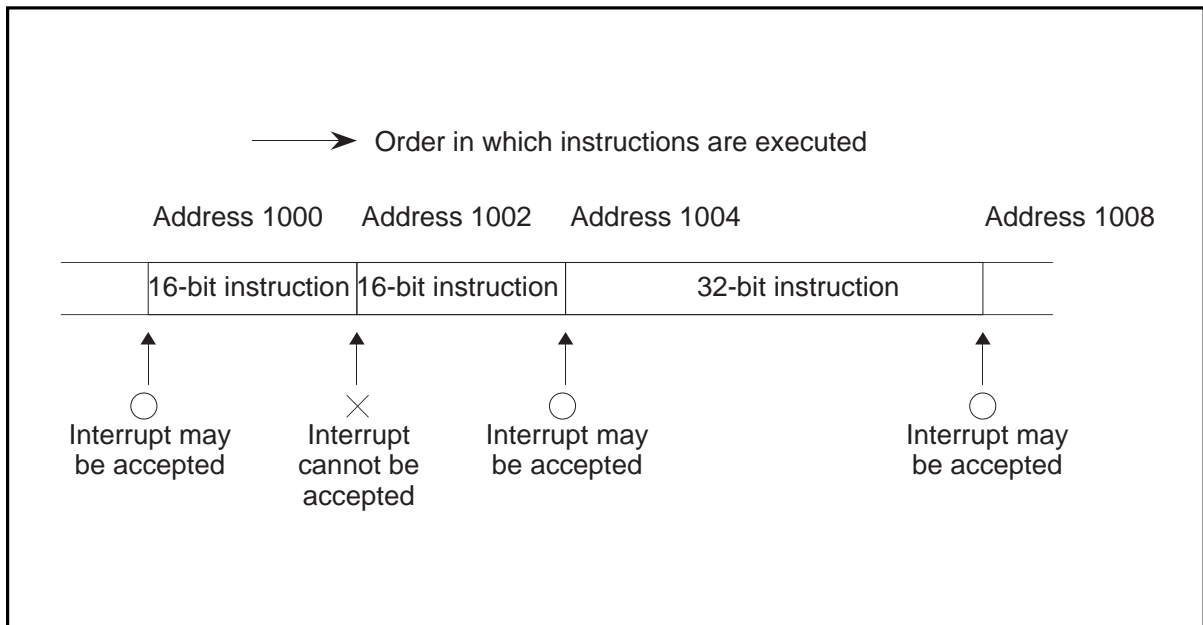 Order in which instructions are executed
Address 1000
Address 1002
Address 1004
Address 1008
16-bit instruction
16-bit instruction
32-bit instruction
Interrupt may
be accepted
Interrupt
cannot be
accepted
Interrupt may
be accepted
Interrupt may
be accepted